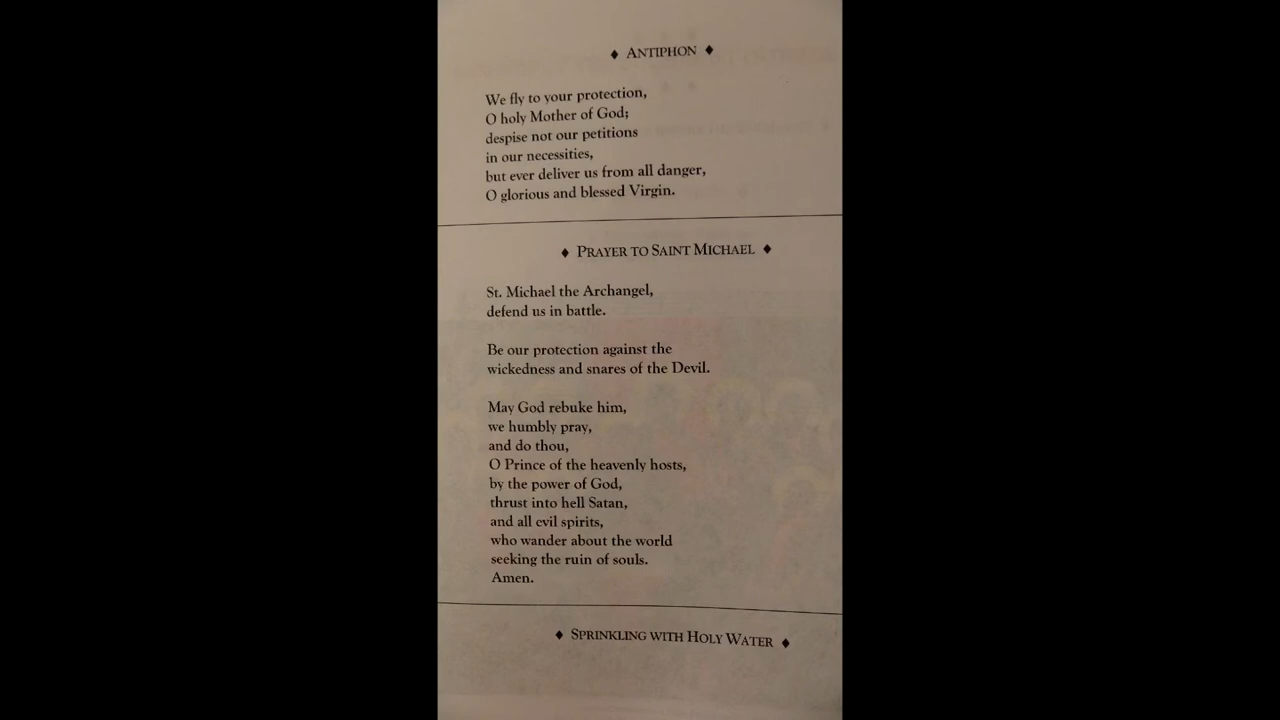 ♦ ANTIPHON ♦
We fly to your protection,
O holy Mother of God;
despise not our petitions
in our necessities,
but ever deliver us from all danger,
O glorious and blessed Virgin.
♦ PRAYER TO SAINT MICHAEL ♦
St. Michael the Archangel,
defend us in battle.
Be our protection against the
wickedness and snares of the Devil.
May God rebuke him,
we humbly pray,
and do thou,
O Prince of the heavenly hosts,
by the power of God,
thrust into hell Satan,
and all evil spirits,
who wander about the world
seeking the ruin of souls.
Amen.
♦ SPRINKLING WITH HOLY WATER ♦